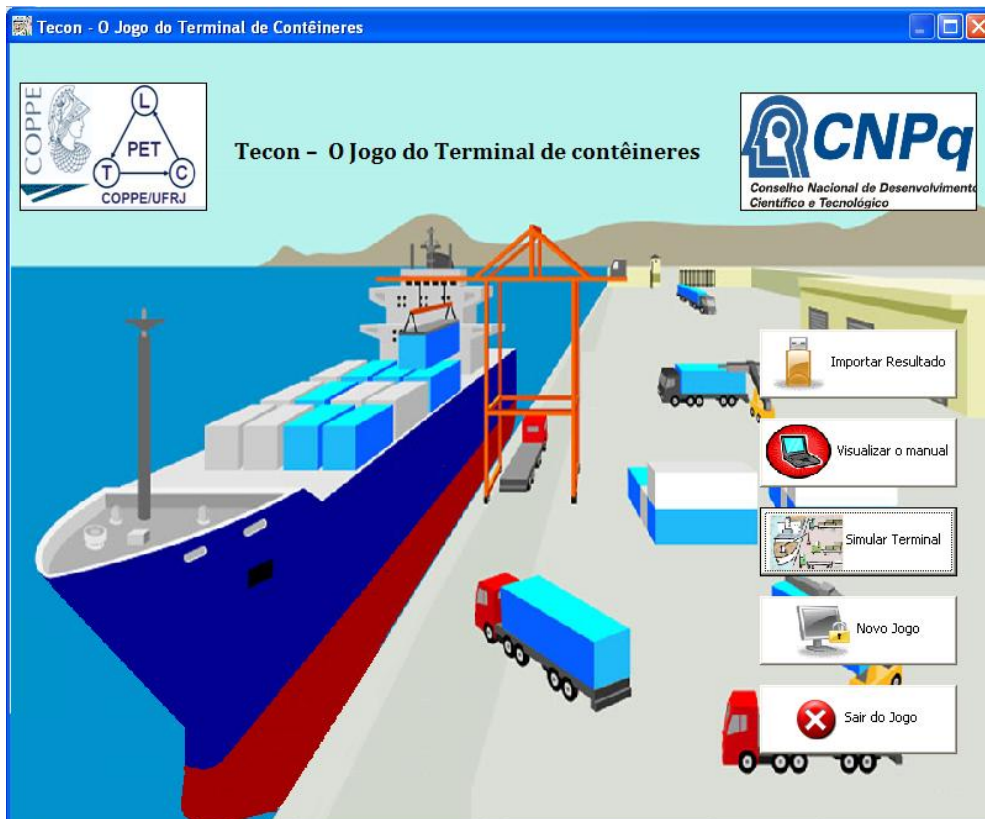 Tecon - O Jogo do Terminal de Contêineres
COPPE
L
PET
T
C
COPPE/UFRJ
Tecon – O Jogo do Terminal de contêineres
CNPq
Conselho Nacional de Desenvolvimento
Científico e Tecnológico
Importar Resultado
Visualizar o manual
Simular Terminal
Novo Jogo
Sair do Jogo